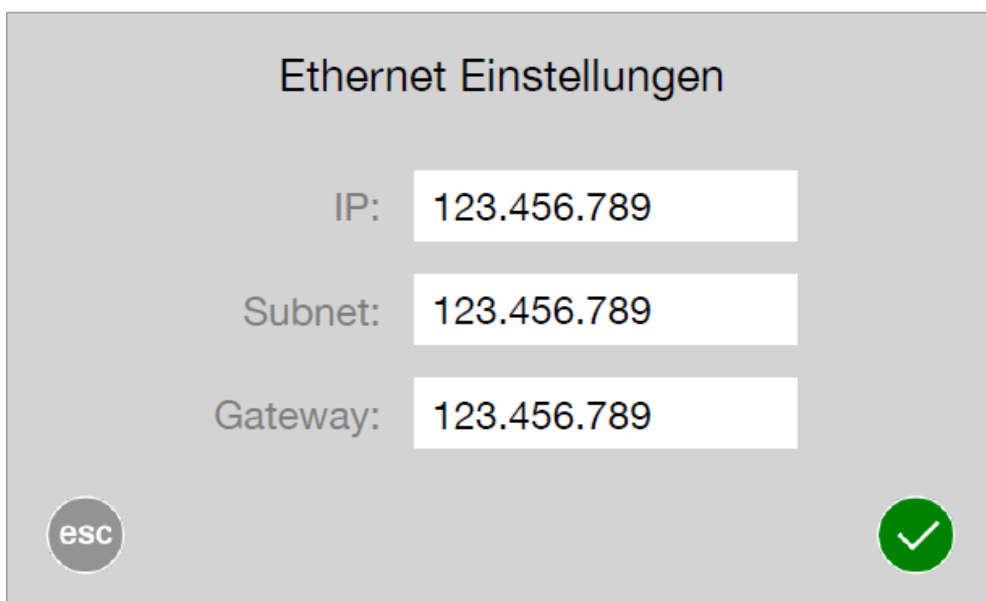 Ethernet Einstellungen
IP: 123.456.789
Subnet: 123.456.789
Gateway: 123.456.789
esc